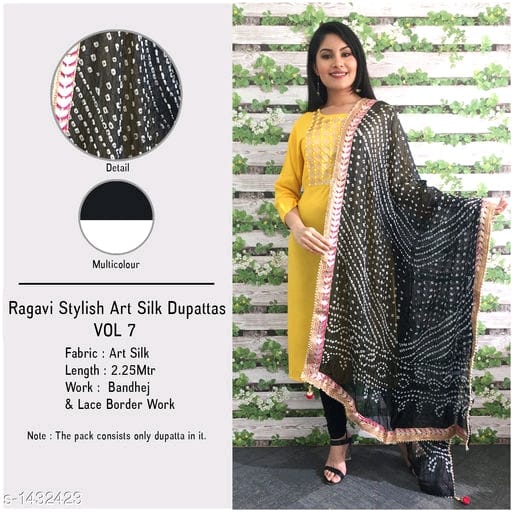 Detail
Multicolour
Ragavi Stylish Art Silk Dupattas
VOL 7
Fabric : Art Silk
Length : 2.25Mtr
Work : Bandhej
& Lace Border Work
Note : The pack consists only dupatta in it.
s-1432423